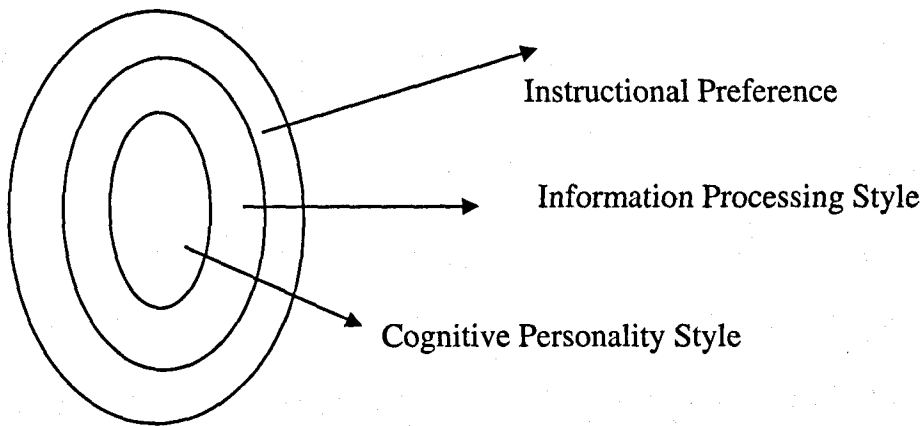 Instructional Preference
Information Processing Style
Cognitive Personality Style